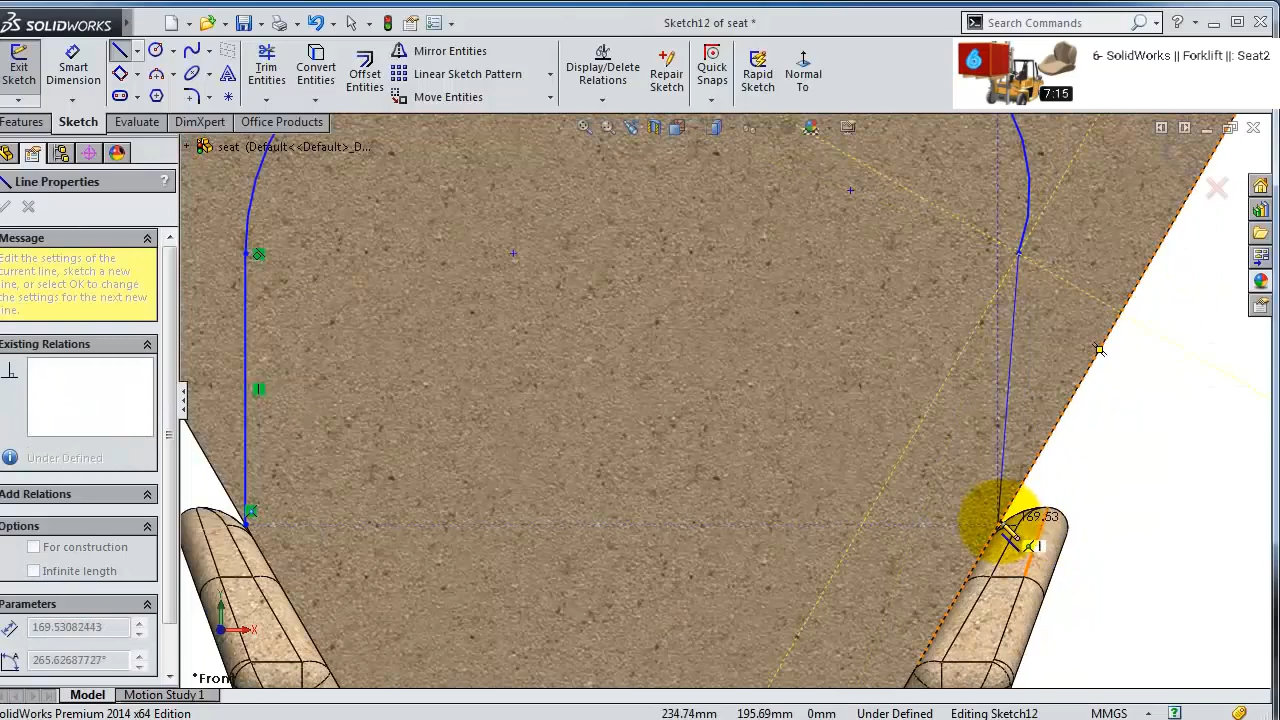 SOLIDWORKS
Sketch12 of seat *
Search Commands
Exit Sketch
Smart Dimension
Trim Entities
Convert Entities
Offset Entities
Mirror Entities
Linear Sketch Pattern
Move Entities
Display/Delete Relations
Repair Sketch
Quick Snaps
Rapid Sketch
Normal To
6- SolidWorks || Forklift ||: Seat2
6
7:15
Features
Sketch
Evaluate
DimXpert
Office Products
seat (Default<<Default>_D...
Line Properties
?
Message
Edit the settings of the
current line, sketch a new
line, or select OK to change
the settings for the next new
line.
Existing Relations
Under Defined
Add Relations
Options
For construction
Infinite length
Parameters
169.53082443
265.62687727°
169.53
Y
X
*Front
Model
Motion Study 1
olidWorks Premium 2014 x64 Edition
234.74mm
195.69mm
0mm
Under Defined
Editing Sketch12
MMGS